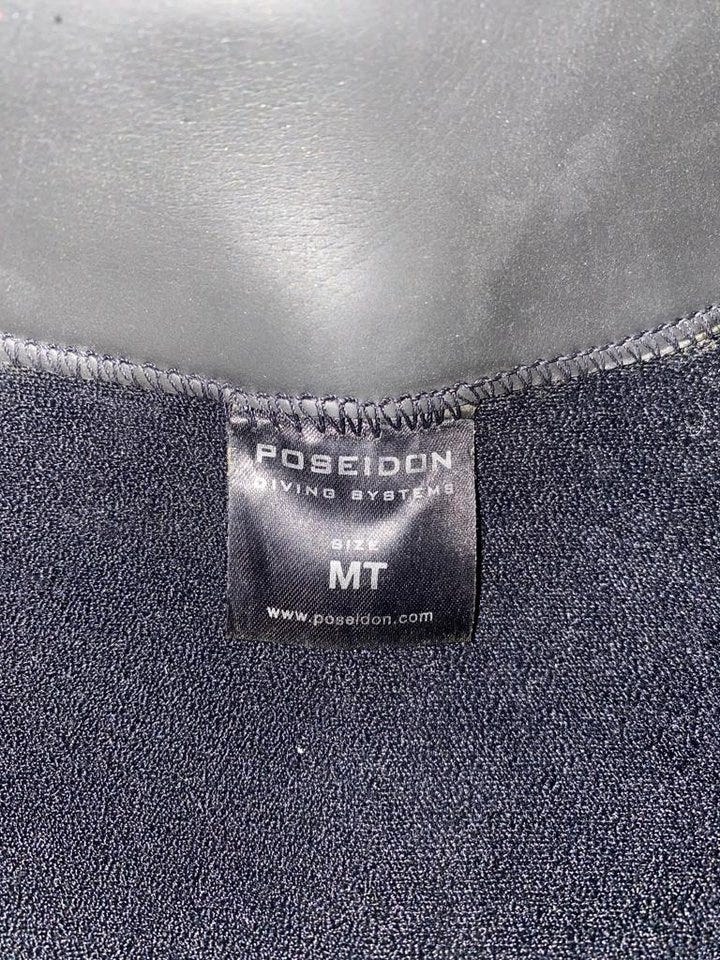 POSEIDON
DIVING SYSTEMS
SIZE
MT
www.poseidon.com